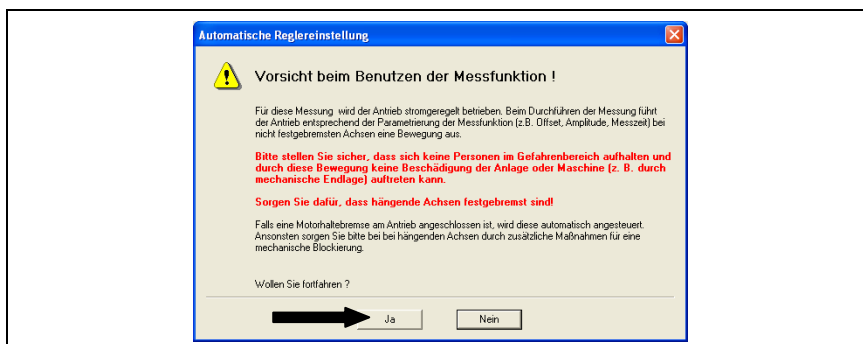 Automatische Reglereinstellung
Vorsicht beim Benutzen der Messfunktion !
Für diese Messung wird der Antrieb stromgeregelt betrieben. Beim Durchführen der Messung führt
der Antrieb entsprechend der Parametrierung der Messfunktion (z.B. Offset, Amplitude, Messzeit) bei
nicht festgebremsten Achsen eine Bewegung aus.
Bitte stellen Sie sicher, dass sich keine Personen im Gefahrenbereich aufhalten und
durch diese Bewegung keine Beschädigung der Anlage oder Maschine (z. B. durch
mechanische Endlage) auftreten kann.
Sorgen Sie dafür, dass hängende Achsen festgebremst sind!
Falls eine Motorhaltebremse am Antrieb angeschlossen ist, wird diese automatisch angesteuert.
Ansonsten sorgen Sie bitte bei bei hängenden Achsen durch zusätzliche Maßnahmen für eine
mechanische Blockierung.
Wollen Sie fortfahren ?
Ja
Nein